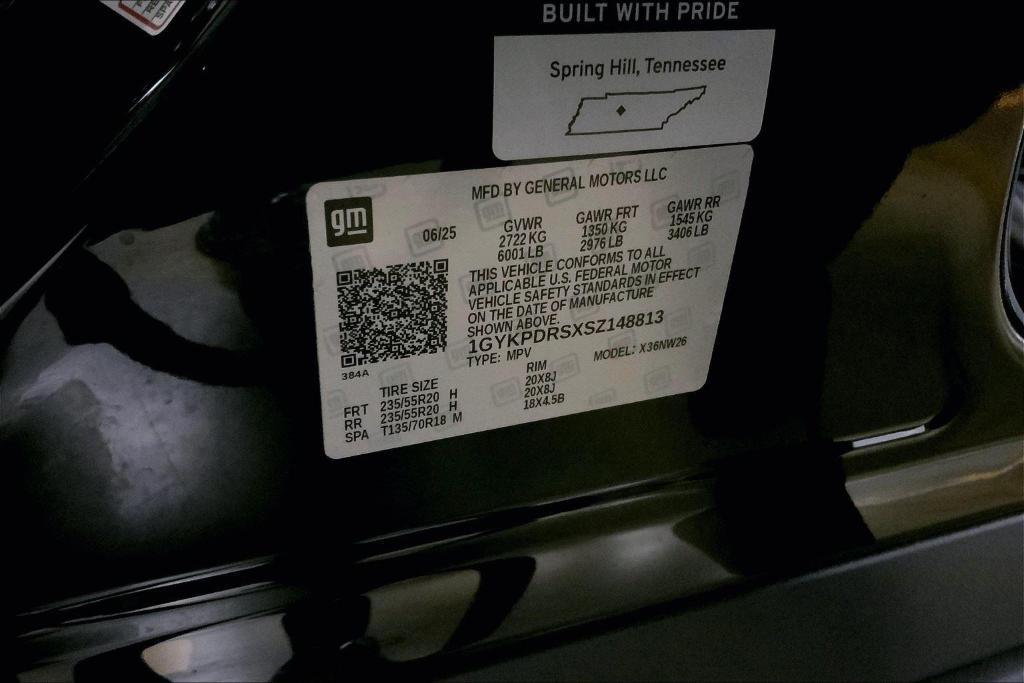 BUILT WITH PRIDE
Spring Hill, Tennessee
MFD BY GENERAL MOTORS LLC
gm
06/25
GVWR
2722 KG
6001 LB
GAWR FRT
1350 KG
2976 LB
GAWR RR
1545 KG
3406 LB
THIS VEHICLE CONFORMS TO ALL
APPLICABLE U.S. FEDERAL MOTOR
VEHICLE SAFETY STANDARDS IN EFFECT
ON THE DATE OF MANUFACTURE
SHOWN ABOVE.
1GYKPDRSXSZ148813
TYPE: MPV
MODEL: X36NW26
384A
TIRE SIZE
RIM
FRT 235/55R20 H 20X8J
RR 235/55R20 H 20X8J
SPA T135/70R18 M 18X4.5B